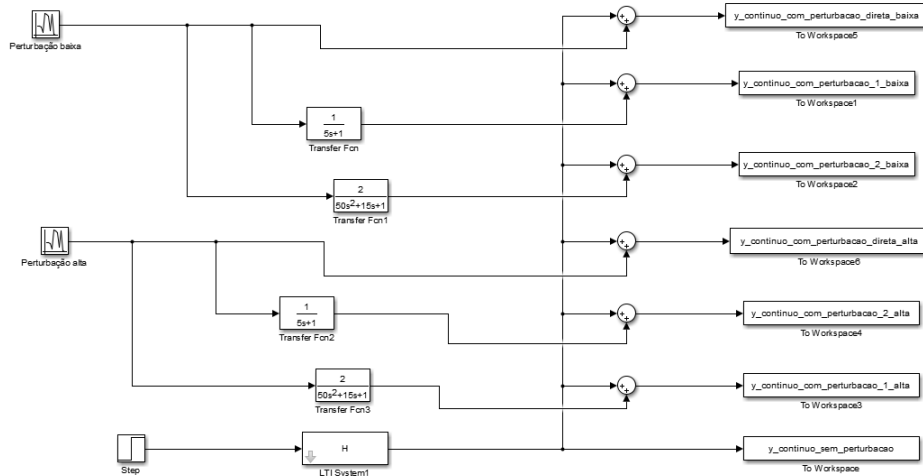 y_continuo_com_perturbacao_direta_baixa
To Workspace5
Perturbação baixa
y_continuo_com_perturbacao_1_baixa
To Workspace1
1
5s+1
Transfer Fcn
y_continuo_com_perturbacao_2_baixa
To Workspace2
2
50s²+15s+1
Transfer Fcn1
y_continuo_com_perturbacao_direta_alta
To Workspace6
Perturbação alta
y_continuo_com_perturbacao_2_alta
To Workspace4
1
5s+1
Transfer Fcn2
y_continuo_com_perturbacao_1_alta
To Workspace3
2
50s²+15s+1
Transfer Fcn3
H
LTI System1
Step
y_continuo_sem_perturbacao
To Workspace